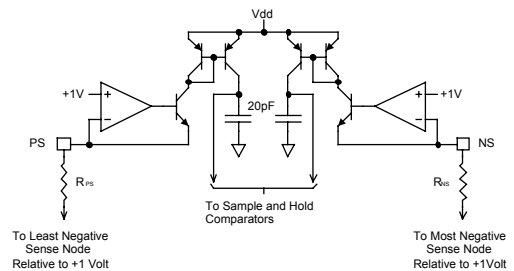 Vdd
+1V
+
−
20pF
+
−
+1V
PS
NS
R PS
RNS
To Sample and Hold
Comparators
To Least Negative
Sense Node
Relative to +1 Volt
To Most Negative
Sense Node
Relative to +1Volt